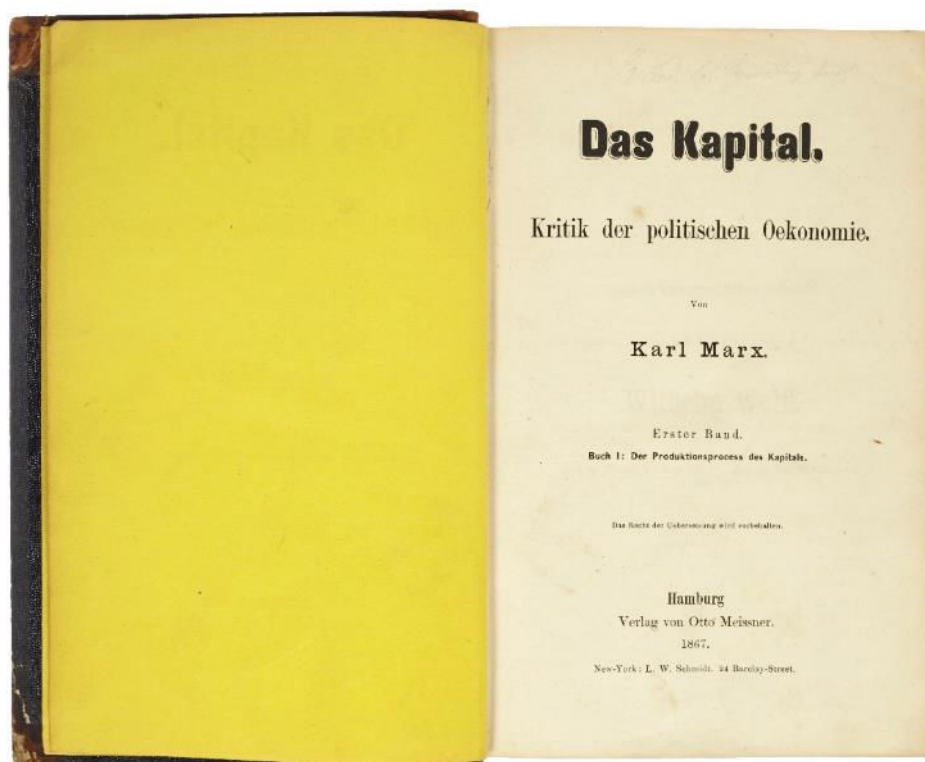 Das Kapital.
Kritik der politischen Oekonomie.
Von
Karl Marx.
Erster Band.
Buch I: Der Produktionsprocess des Kapitals.
Das Recht der Uebersetzung wird vorbehalten.
Hamburg
Verlag von Otto Meissner.
1867.
New-York: L. W. Schmidt. 24 Barclay-Street.